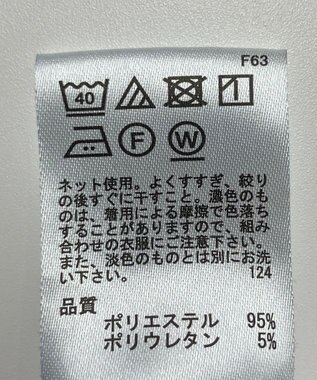 F63
40
F W
ネット使用。よくすすぎ、絞り
の後すぐに干すこと。濃色のも
のは、着用による摩擦で色落ち
することがありますので、組み
合わせの衣服にご注意下さい。
また、淡色のものとは別にお洗
い下さい。 124
品質
ポリエステル 95%
ポリウレタン 5%